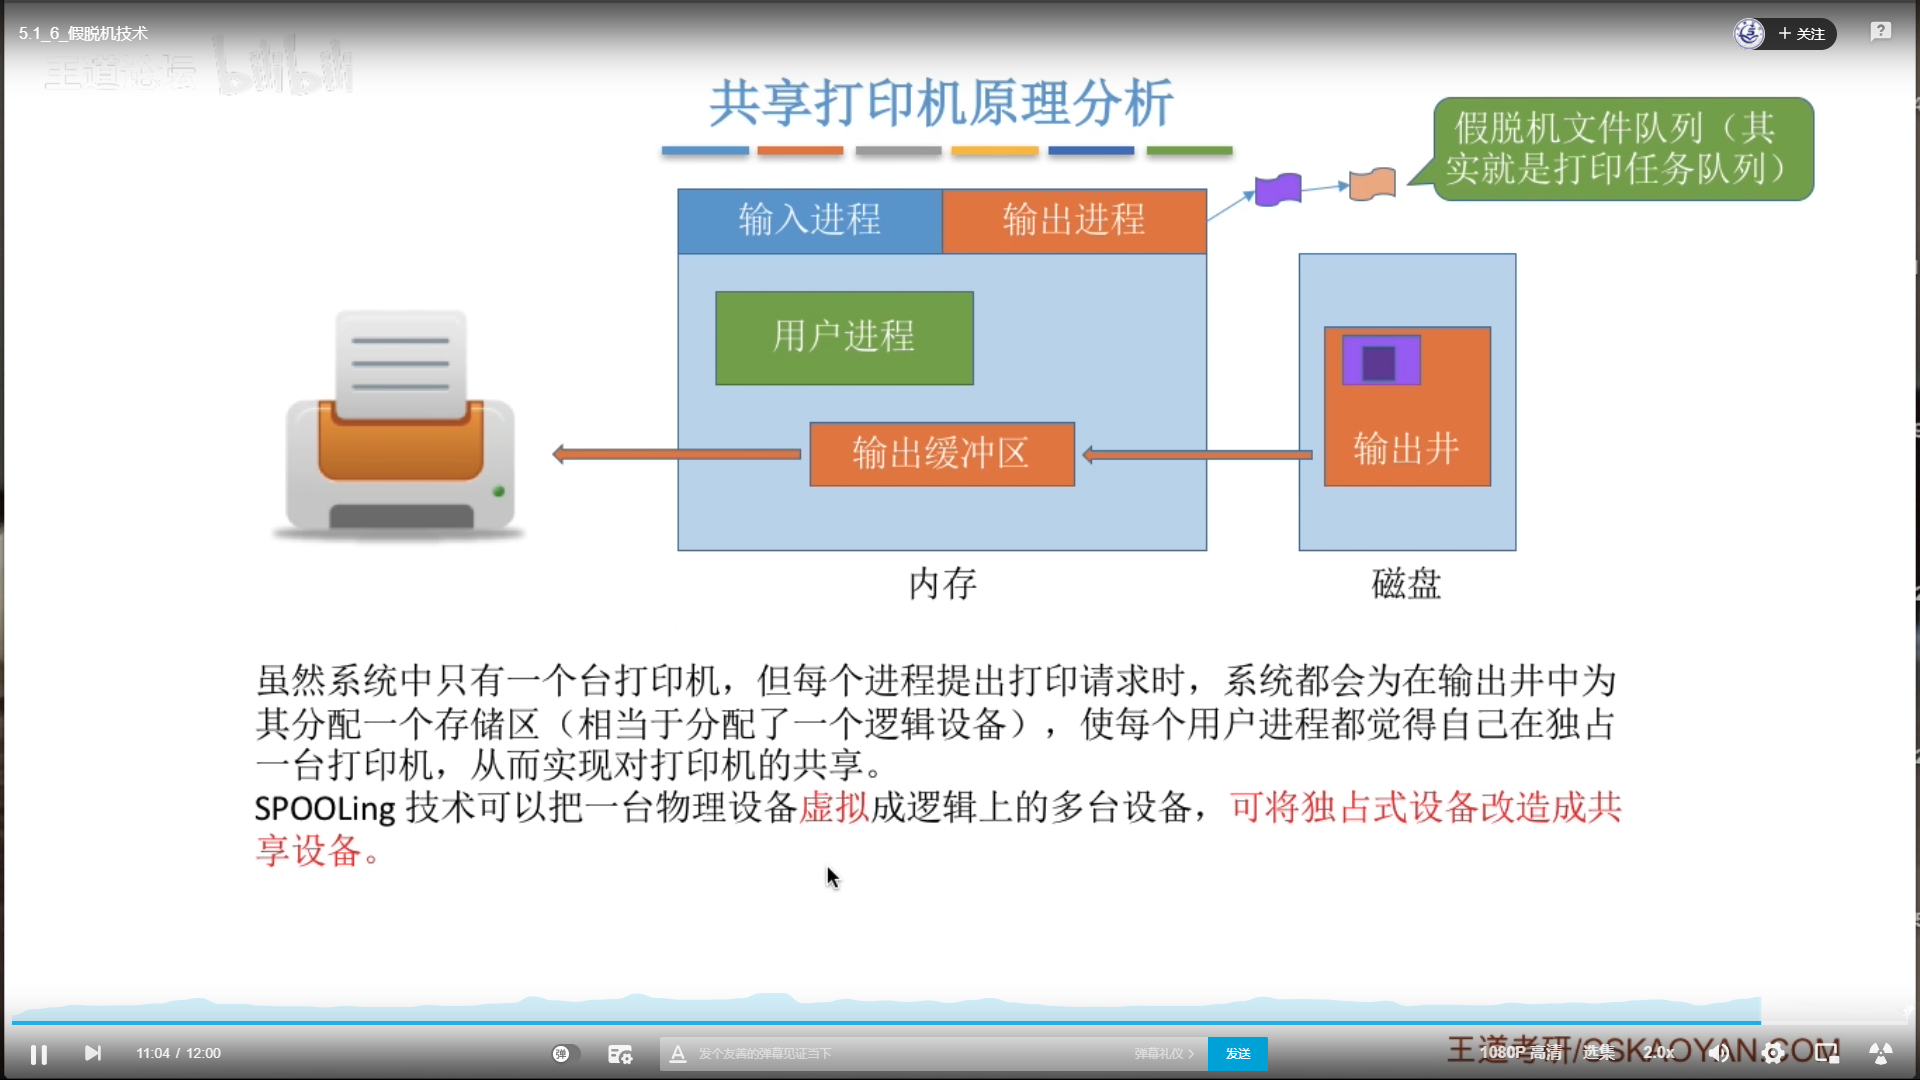 5.1_6_假脱机技术
+ 关注
王道论坛 bilibili
共享打印机原理分析
假脱机文件队列（其
实就是打印任务队列）
输入进程
输出进程
用户进程
输出缓冲区
输出井
内存
磁盘
虽然系统中只有一个台打印机，但每个进程提出打印请求时，系统都会为在输出井中为
其分配一个存储区（相当于分配了一个逻辑设备），使每个用户进程都觉得自己在独占
一台打印机，从而实现对打印机的共享。
SPOOLing 技术可以把一台物理设备虚拟成逻辑上的多台设备，可将独占式设备改造成共
享设备。
王道考研/CSKAOYAN.COM
11:04 / 12:00
弹
发个友善的弹幕见证当下
弹幕礼仪 >
发送
1080P 高清
选集
2.0x